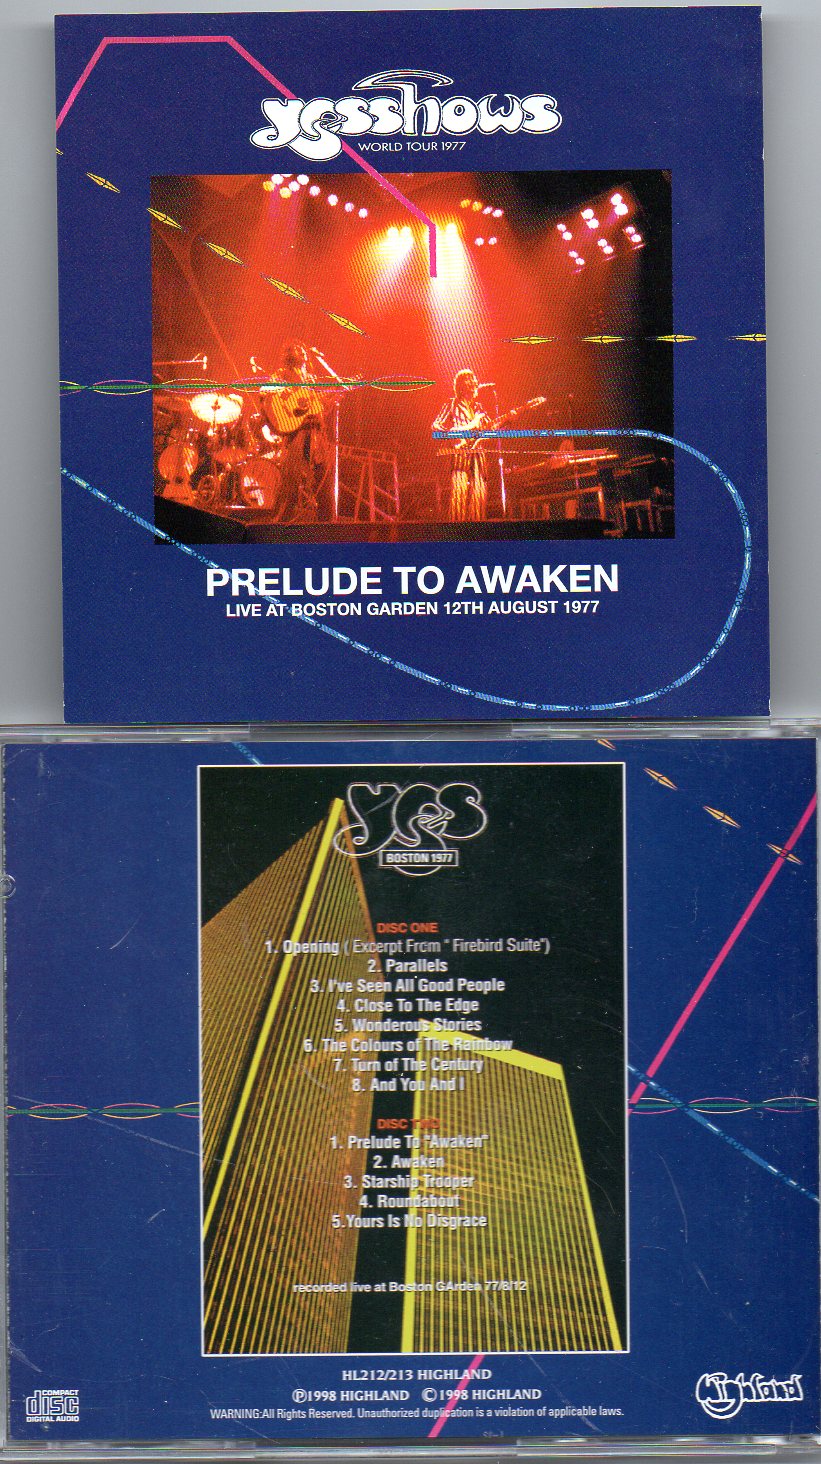 yesshows
WORLD TOUR 1977
PRELUDE TO AWAKEN
LIVE AT BOSTON GARDEN 12TH AUGUST 1977
yes
BOSTON 1977
DISC ONE
1. Opening ( Excerpt From " Firebird Suite")
2. Parallels
3. I've Seen All Good People
4. Close To The Edge
5. Wonderous Stories
6. The Colours of The Rainbow
7. Turn of The Century
8. And You And I
DISC TWO
1. Prelude To "Awaken"
2. Awaken
3. Starship Trooper
4. Roundabout
5.Yours Is No Disgrace
recorded live at Boston GArden 77/8/12
HL212/213 HIGHLAND
Ⓟ1998 HIGHLAND ©1998 HIGHLAND
WARNING:All Rights Reserved. Unauthorized duplication is a violation of applicable laws.
COMPACT
disc
DIGITAL AUDIO
Highland